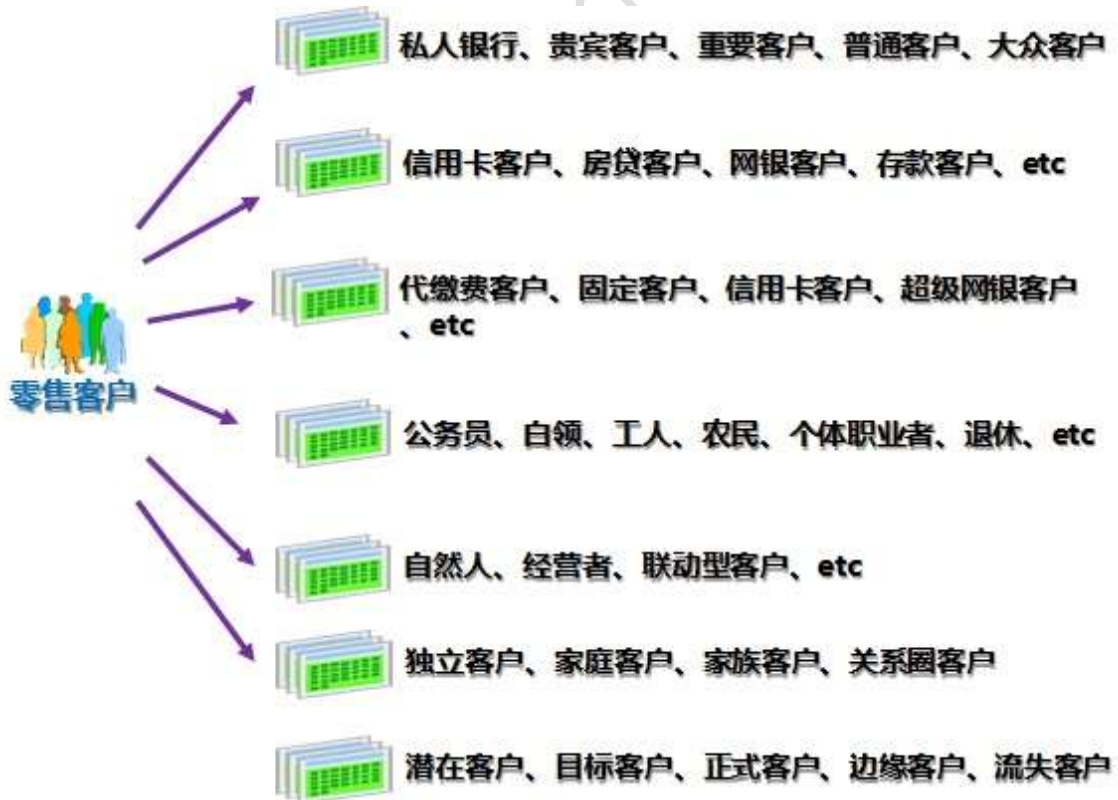 私人银行、贵宾客户、重要客户、普通客户、大众客户
信用卡客户、房贷客户、网银客户、存款客户、etc
代缴费客户、固定客户、信用卡客户、超级网银客户
、etc
零售客户
公务员、白领、工人、农民、个体职业者、退休、etc
自然人、经营者、联动型客户、etc
独立客户、家庭客户、家族客户、关系圈客户
潜在客户、目标客户、正式客户、边缘客户、流失客户